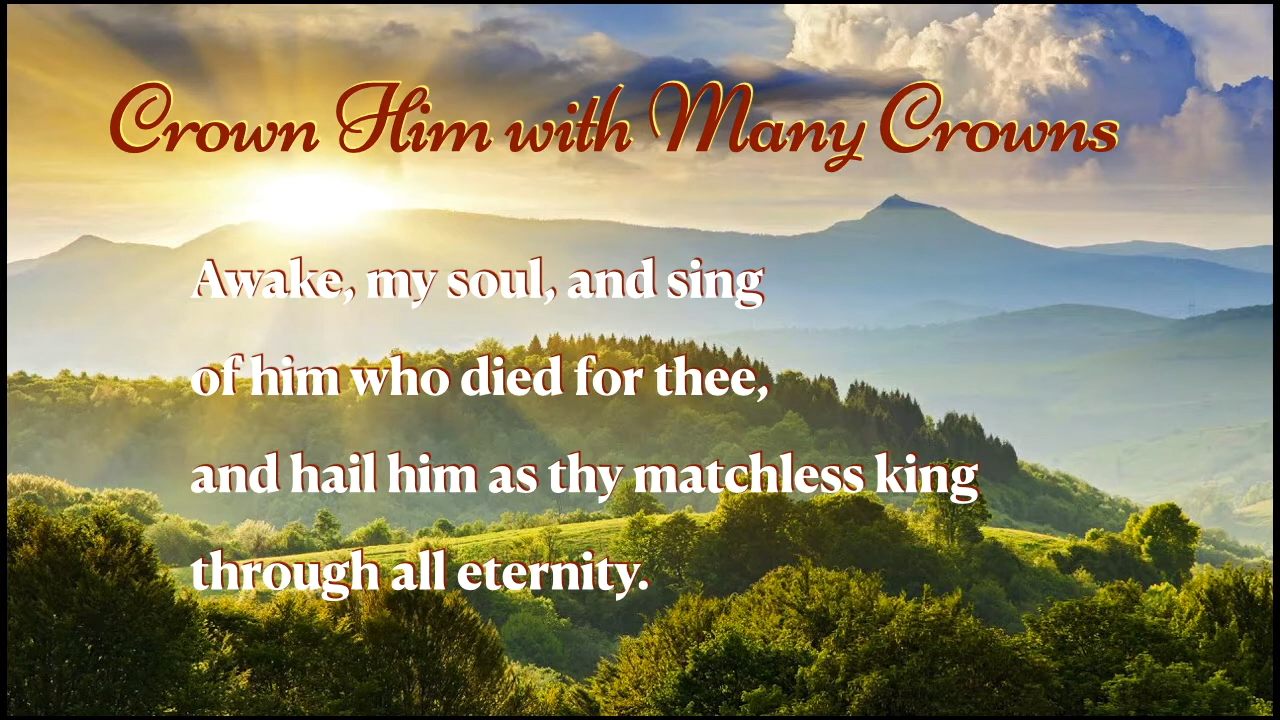 Crown Him with Many Crowns
Awake, my soul, and sing
of him who died for thee,
and hail him as thy matchless king
through all eternity.